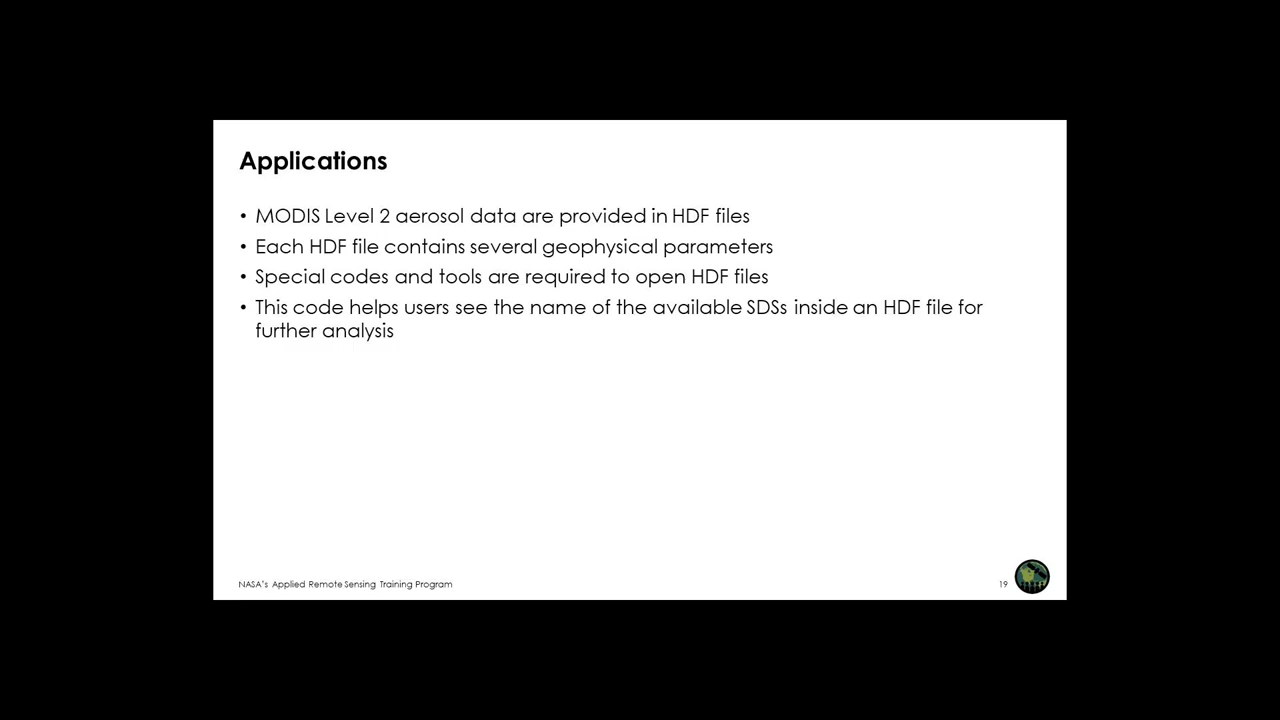 Applications
• MODIS Level 2 aerosol data are provided in HDF files
• Each HDF file contains several geophysical parameters
• Special codes and tools are required to open HDF files
• This code helps users see the name of the available SDSs inside an HDF file for
further analysis
NASA's Applied Remote Sensing Training Program
19